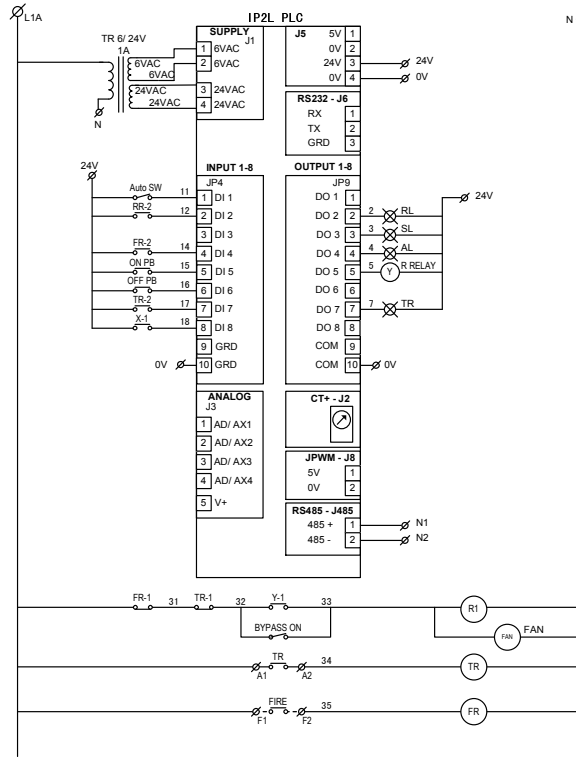 IP2L PLC
L1A
N
TR 6/ 24V
1A
6VAC
6VAC
24VAC
24VAC
N
SUPPLY
J1
1 6VAC
2 6VAC
3 24VAC
4 24VAC
J5
5V 1
0V 2
24V 3
0V 4
24V
0V
RS232 - J6
RX 1
TX 2
GRD 3
24V
INPUT 1-8
JP4
Auto SW 11 1 DI 1
RR-2 12 2 DI 2
3 DI 3
FR-2 14 4 DI 4
ON PB 15 5 DI 5
OFF PB 16 6 DI 6
TR-2 17 7 DI 7
X-1 18 8 DI 8
9 GRD
0V 10 GRD
OUTPUT 1-8
JP9
24V
DO 1 1
DO 2 2 2 RL
DO 3 3 3 SL
DO 4 4 4 AL
DO 5 5 5 Y R RELAY
DO 6 6
DO 7 7 7 TR
DO 8 8
COM 9
COM 10 0V
ANALOG
J3
1 AD/ AX1
2 AD/ AX2
3 AD/ AX3
4 AD/ AX4
5 V+
CT+ - J2
JPWM - J8
5V 1
0V 2
RS485 - J485
485 + 1 N1
485 - 2 N2
FR-1 31 TR-1 32 Y-1 33 R1
BYPASS ON
FAN FAN
TR 34 TR
A1 A2
FIRE 35 FR
F1 F2